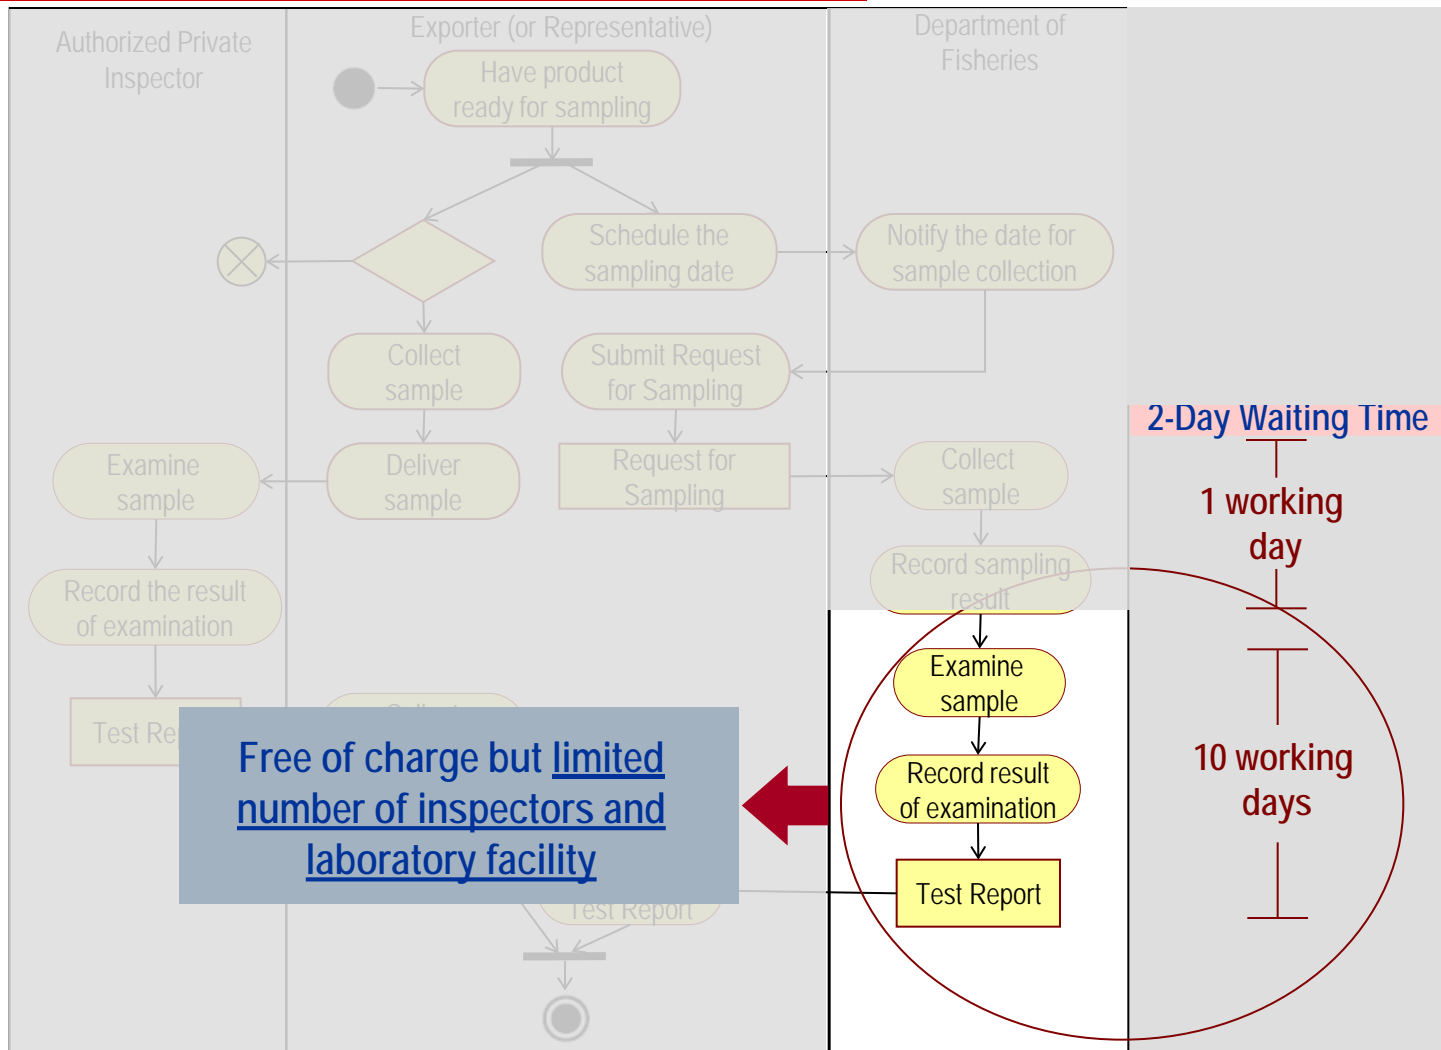 Authorized Private
Inspector
Exporter (or Representative)
Department of
Fisheries
Have product
ready for sampling
Schedule the
sampling date
Notify the date for
sample collection
Collect
sample
Submit Request
for Sampling
2-Day Waiting Time
Examine
sample
Deliver
sample
Request for
Sampling
Collect
sample
1 working
day
Record the result
of examination
Record sampling
result
Examine
sample
Test Rep
Collect
Free of charge but limited
number of inspectors and
laboratory facility
Record result
of examination
10 working
days
Test Report
Test Report